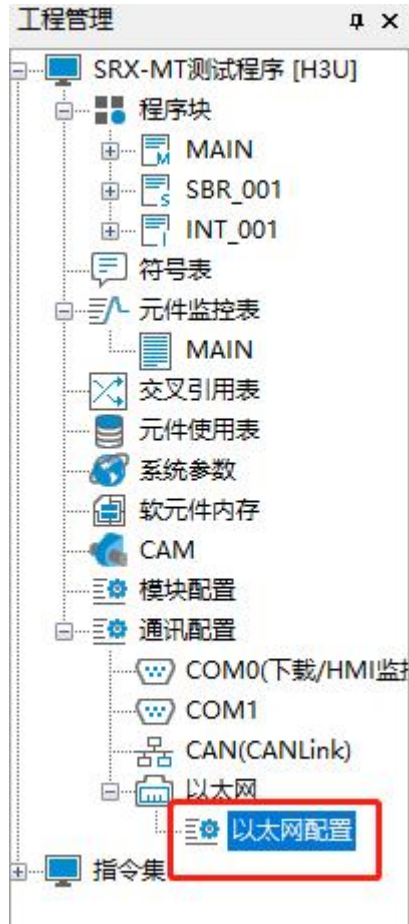 工程管理
SRX-MT测试程序 [H3U]
程序块
MAIN
SBR_001
INT_001
符号表
元件监控表
MAIN
交叉引用表
元件使用表
系统参数
软元件内存
CAM
模块配置
通讯配置
COM0(下载/HMI监
COM1
CAN(CANLink)
以太网
以太网配置
指令集